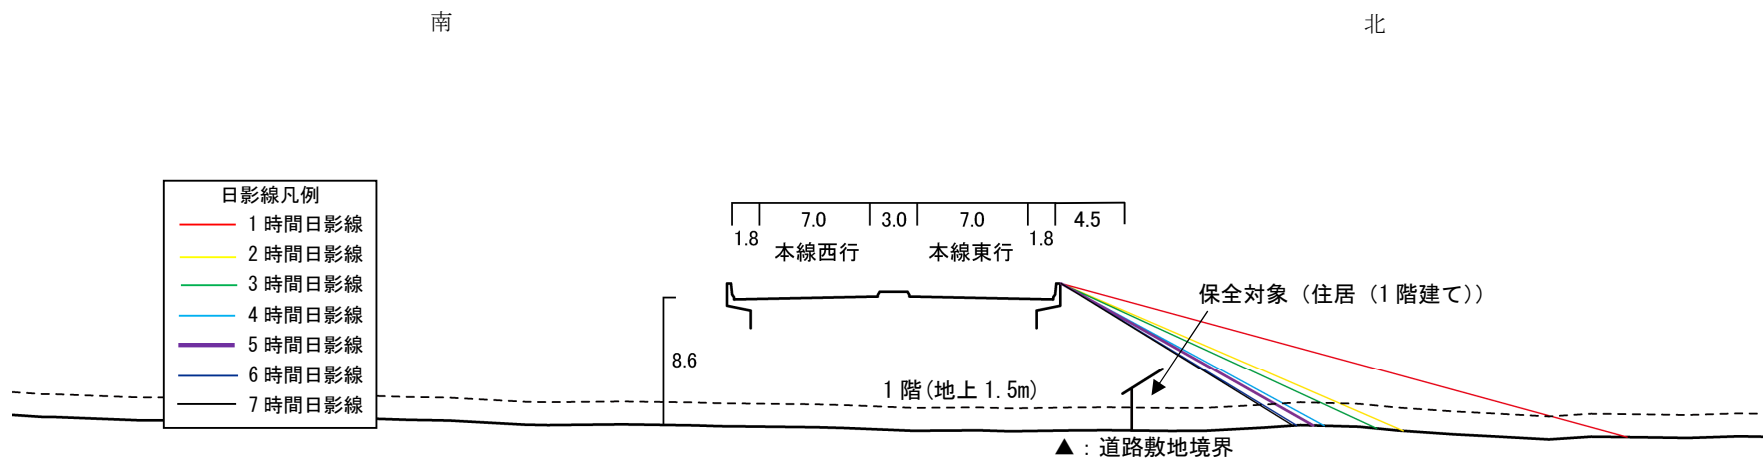 南
北
日影線凡例
1時間日影線
2時間日影線
3時間日影線
4時間日影線
5時間日影線
6時間日影線
7時間日影線
7.0 3.0 7.0 4.5
1.8 1.8
本線西行 本線東行
保全対象（住居（1階建て））
8.6
1階(地上1.5m)
▲：道路敷地境界